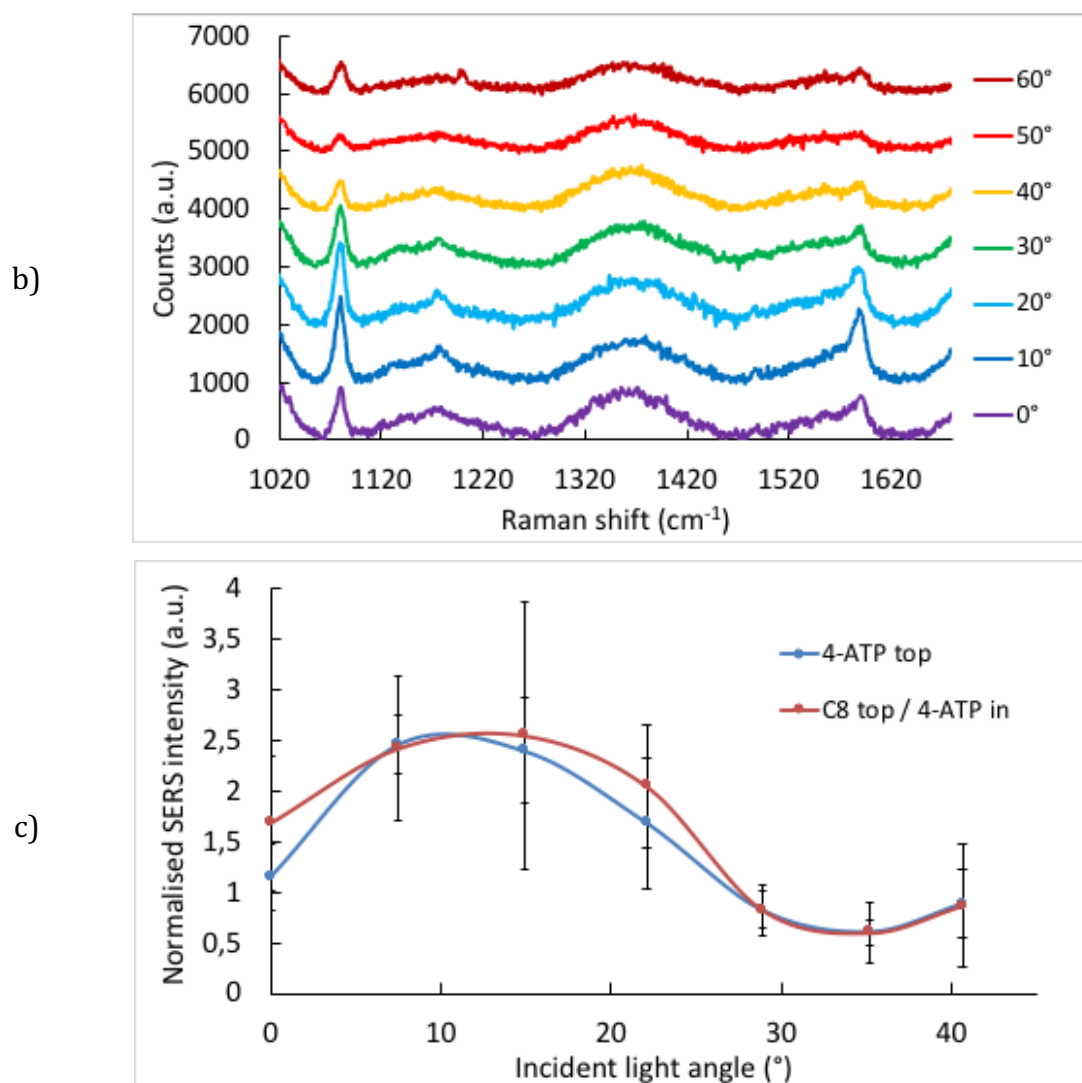 b)
Counts (a.u.)
7000
6000
5000
4000
3000
2000
1000
0
1020 1120 1220 1320 1420 1520 1620
Raman shift (cm⁻¹)
60°
50°
40°
30°
20°
10°
0°
c)
Normalised SERS intensity (a.u.)
4
3,5
3
2,5
2
1,5
1
0,5
0
0 10 20 30 40
Incident light angle (°)
4-ATP top
C8 top / 4-ATP in